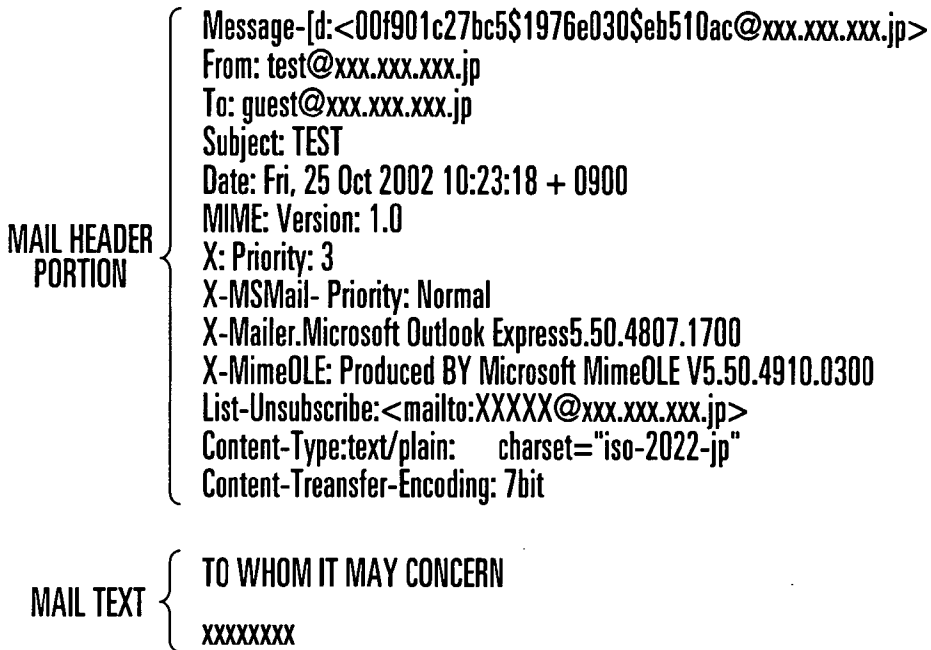 MAIL HEADER
PORTION
Message-[d:<00f901c27bc5$1976e030$eb510ac@xxx.xxx.xxx.jp>
From: test@xxx.xxx.xxx.jp
To: guest@xxx.xxx.xxx.jp
Subject: TEST
Date: Fri, 25 Oct 2002 10:23:18 + 0900
MIME: Version: 1.0
X: Priority: 3
X-MSMail- Priority: Normal
X-Mailer.Microsoft Outlook Express5.50.4807.1700
X-MimeOLE: Produced BY Microsoft MimeOLE V5.50.4910.0300
List-Unsubscribe:<mailto:XXXXX@xxx.xxx.xxx.jp>
Content-Type:text/plain: charset="iso-2022-jp"
Content-Treansfer-Encoding: 7bit
MAIL TEXT
TO WHOM IT MAY CONCERN
xxxxxxxx